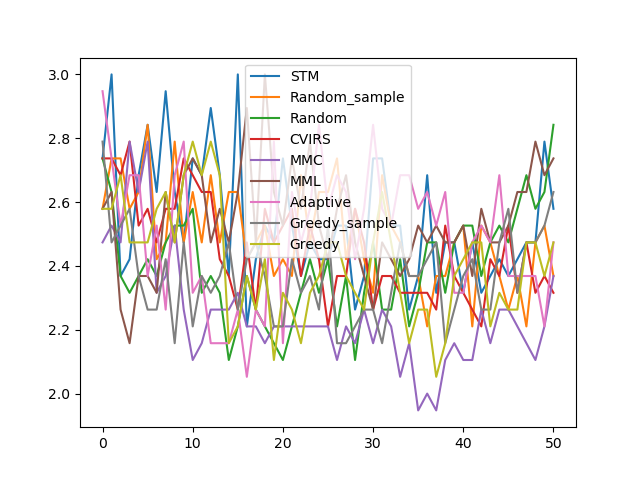 3.0
2.8
2.6
2.4
2.2
2.0
0
10
20
30
40
50
STM
Random_sample
Random
CVIRS
MMC
MML
Adaptive
Greedy_sample
Greedy